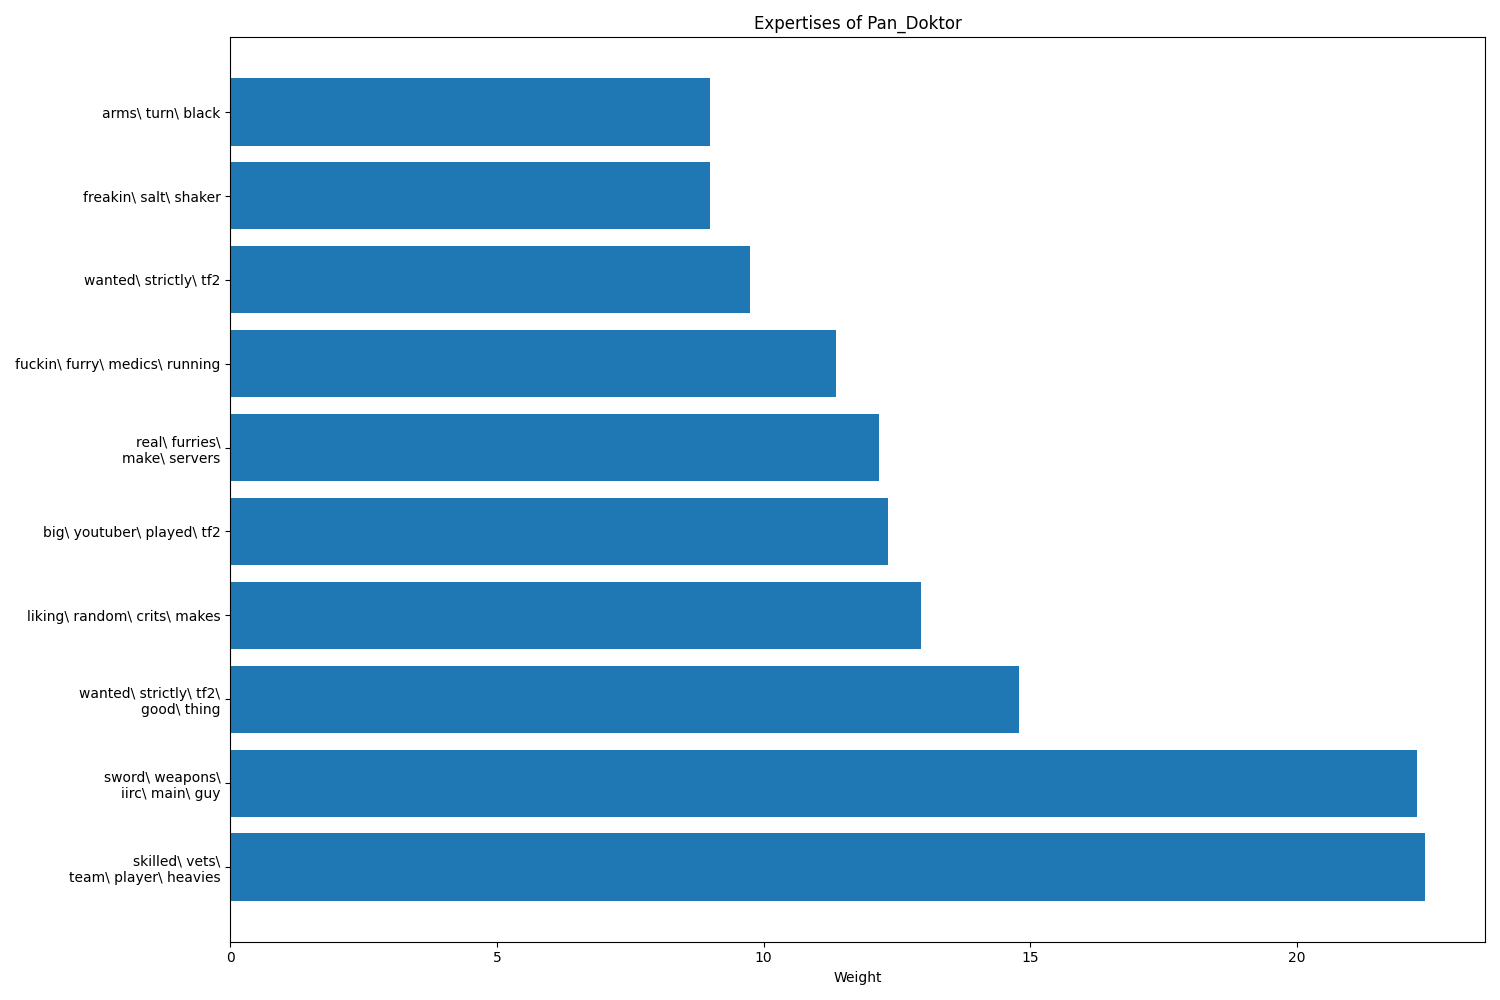 Expertises of Pan_Doktor
arms\ turn\ black
freakin\ salt\ shaker
wanted\ strictly\ tf2
fuckin\ furry\ medics\ running
real\ furries\
make\ servers
big\ youtuber\ played\ tf2
liking\ random\ crits\ makes
wanted\ strictly\ tf2\
good\ thing
sword\ weapons\
iirc\ main\ guy
skilled\ vets\
team\ player\ heavies
0 5 10 15 20
Weight